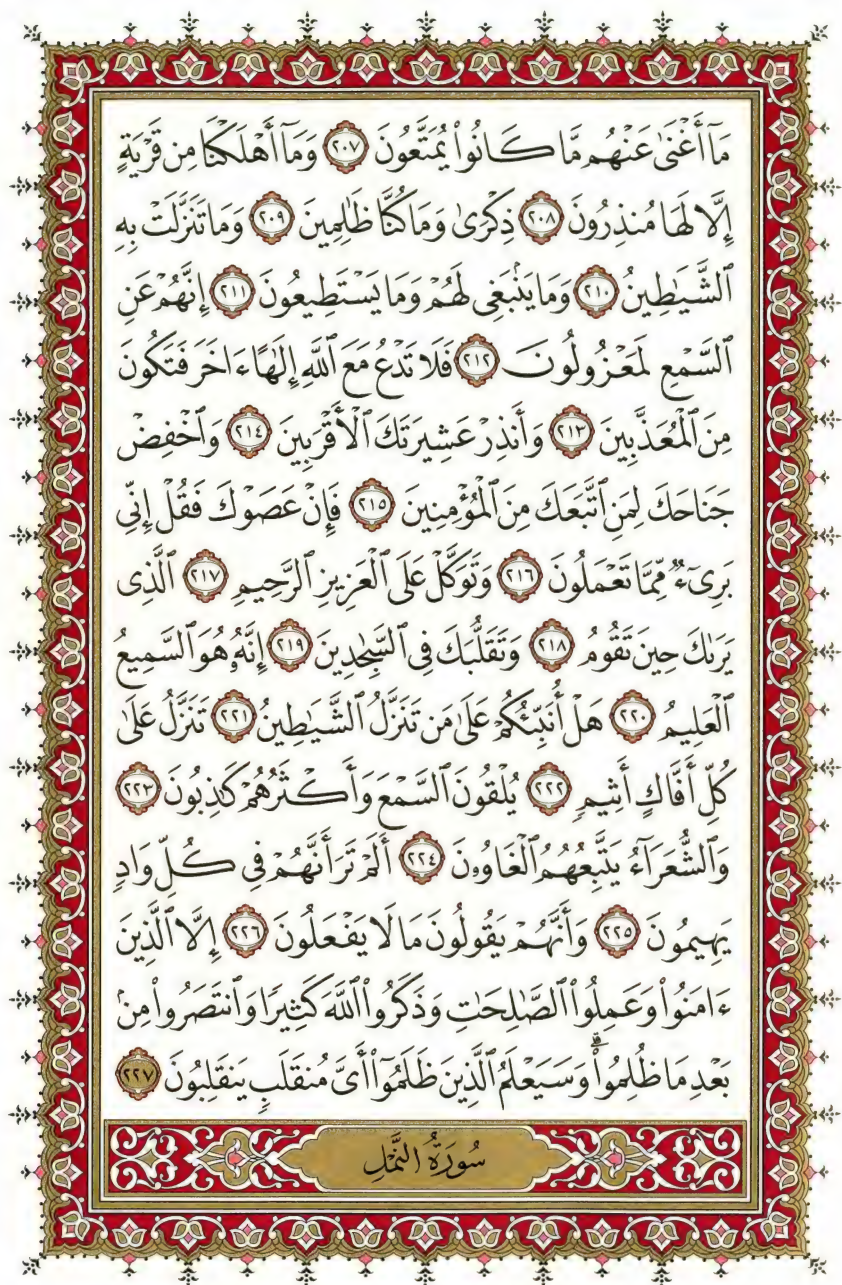 مَآ أَغْنَىٰ عَنْهُم مَّا كَانُوا۟ يُمَتَّعُونَ ٢٠٧ وَمَآ أَهْلَكْنَا مِن قَرْيَةٍ
إِلَّا لَهَا مُنذِرُونَ ٢٠٨ ذِكْرَىٰ وَمَا كُنَّا ظَٰلِمِينَ ٢٠٩ وَمَا تَنَزَّلَتْ بِهِ
ٱلشَّيَٰطِينُ ٢١٠ وَمَا يَنۢبَغِى لَهُمْ وَمَا يَسْتَطِيعُونَ ٢١١ إِنَّهُمْ عَنِ
ٱلسَّمْعِ لَمَعْزُولُونَ ٢١٢ فَلَا تَدْعُ مَعَ ٱللَّهِ إِلَٰهًا ءَاخَرَ فَتَكُونَ
مِنَ ٱلْمُعَذَّبِينَ ٢١٣ وَأَنذِرْ عَشِيرَتَكَ ٱلْأَقْرَبِينَ ٢١٤ وَٱخْفِضْ
جَنَاحَكَ لِمَنِ ٱتَّبَعَكَ مِنَ ٱلْمُؤْمِنِينَ ٢١٥ فَإِنْ عَصَوْكَ فَقُلْ إِنِّى
بَرِىٓءٌ مِّمَّا تَعْمَلُونَ ٢١٦ وَتَوَكَّلْ عَلَى ٱلْعَزِيزِ ٱلرَّحِيمِ ٢١٧ ٱلَّذِى
يَرَىٰكَ حِينَ تَقُومُ ٢١٨ وَتَقَلُّبَكَ فِى ٱلسَّٰجِدِينَ ٢١٩ إِنَّهُۥ هُوَ ٱلسَّمِيعُ
ٱلْعَلِيمُ ٢٢٠ هَلْ أُنَبِّئُكُمْ عَلَىٰ مَن تَنَزَّلُ ٱلشَّيَٰطِينُ ٢٢١ تَنَزَّلُ عَلَىٰ
كُلِّ أَفَّاكٍ أَثِيمٍ ٢٢٢ يُلْقُونَ ٱلسَّمْعَ وَأَكْثَرُهُمْ كَٰذِبُونَ ٢٢٣
وَٱلشُّعَرَآءُ يَتَّبِعُهُمُ ٱلْغَاوُۥنَ ٢٢٤ أَلَمْ تَرَ أَنَّهُمْ فِى كُلِّ وَادٍ
يَهِيمُونَ ٢٢٥ وَأَنَّهُمْ يَقُولُونَ مَا لَا يَفْعَلُونَ ٢٢٦ إِلَّا ٱلَّذِينَ
ءَامَنُوا۟ وَعَمِلُوا۟ ٱلصَّٰلِحَٰتِ وَذَكَرُوا۟ ٱللَّهَ كَثِيرًا وَٱنتَصَرُوا۟ مِنۢ
بَعْدِ مَا ظُلِمُوا۟ ۗ وَسَيَعْلَمُ ٱلَّذِينَ ظَلَمُوٓا۟ أَىَّ مُنقَلَبٍ يَنقَلِبُونَ ٢٢٧
سُورَةُ النَّمْلِ